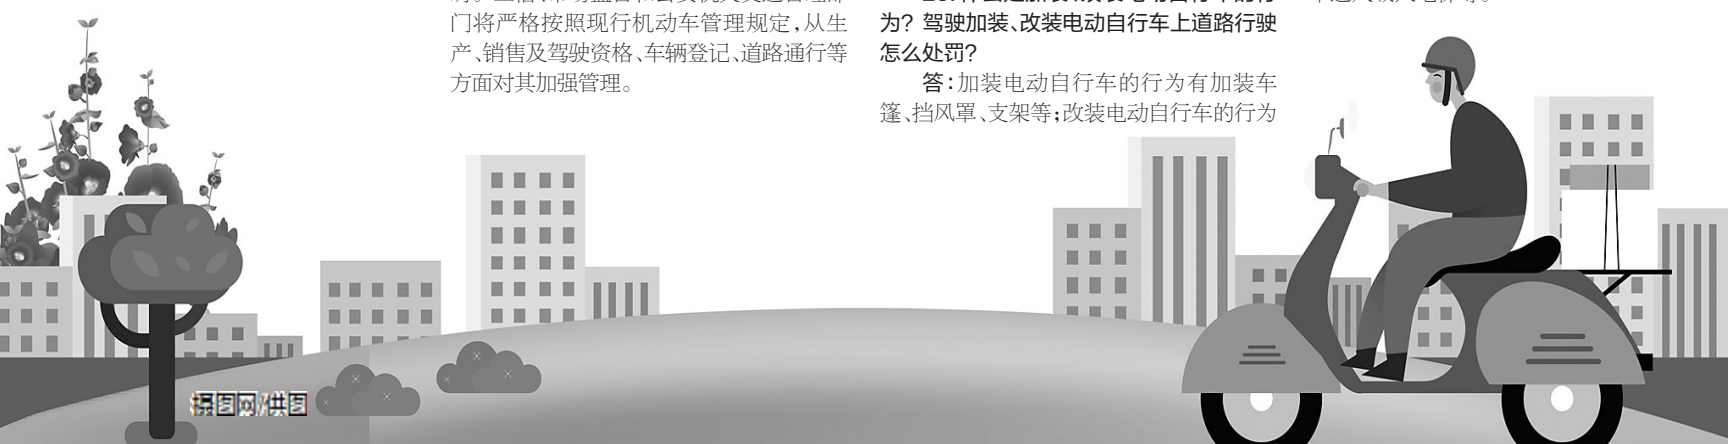 门将严格按照现行机动车管理规定,从生
产、销售及驾驶资格、车辆登记、道路通行等
方面对其加强管理。
为? 驾驶加装、改装电动自行车上道路行驶
怎么处罚?
答:加装电动自行车的行为有加装车
篷、挡风罩、支架等;改装电动自行车的行为
摄图网/供图